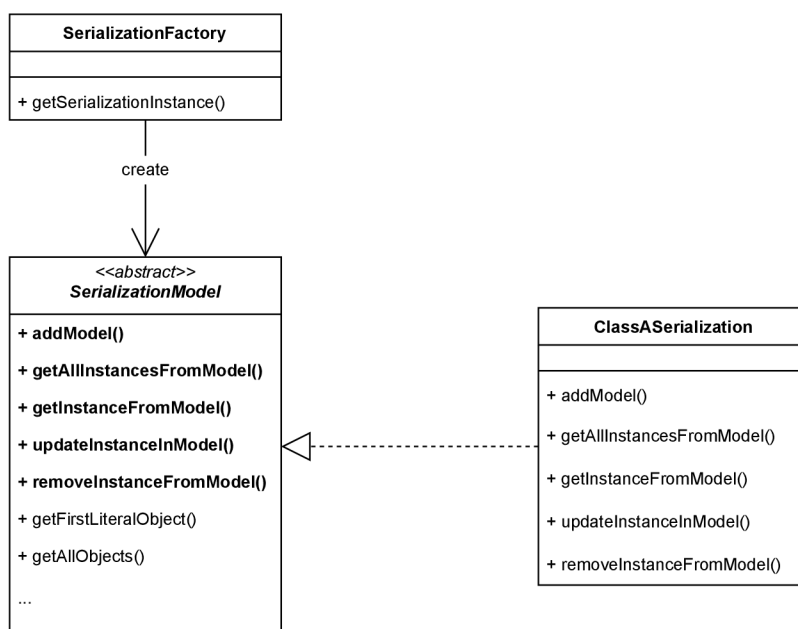 SerializationFactory
+ getSerializationInstance()
create
<<abstract>>
SerializationModel
+ addModel()
+ getAllInstancesFromModel()
+ getInstanceFromModel()
+ updateInstanceInModel()
+ removeInstanceFromModel()
+ getFirstLiteralObject()
+ getAllObjects()
...
ClassASerialization
+ addModel()
+ getAllInstancesFromModel()
+ getInstanceFromModel()
+ updateInstanceInModel()
+ removeInstanceFromModel()